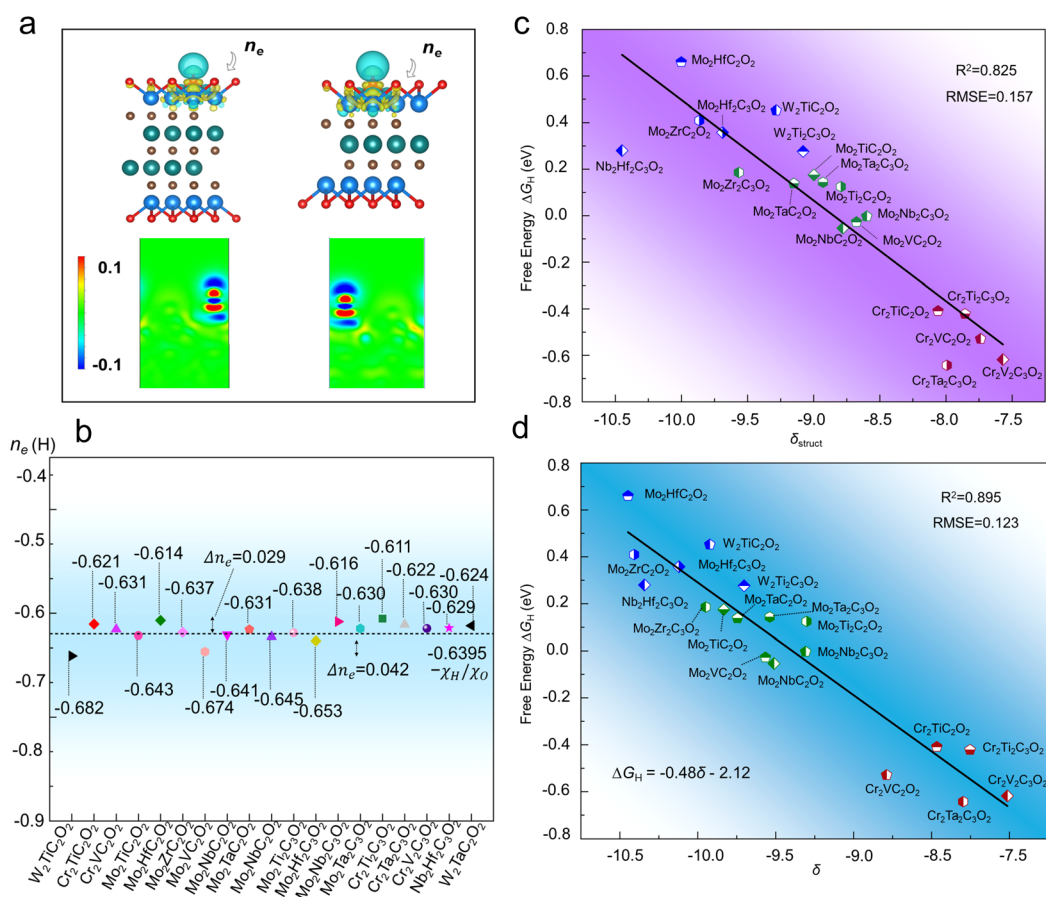 a
n_e
n_e
0.1
-0.1
b
n_e (H)
-0.4
-0.5
-0.6
-0.7
-0.8
-0.9
-0.621
-0.631
-0.614
-0.637
Δn_e=0.029
-0.631
-0.638
-0.616
-0.630
-0.611
-0.622
-0.630
-0.629
-0.624
-0.6395
−χ_H/χ_O
-0.682
-0.643
-0.674
-0.641
-0.645
Δn_e=0.042
-0.653
W₂TiC₂O₂
Cr₂TiC₂O₂
Cr₂VC₂O₂
Mo₂TiC₂O₂
Mo₂HfC₂O₂
Mo₂ZrC₂O₂
Mo₂VC₂O₂
Mo₂NbC₂O₂
Mo₂TaC₂O₂
Mo₂NbC₂O₂
Mo₂Ti₂C₃O₂
Mo₂Hf₂C₃O₂
Mo₂Nb₂C₃O₂
Mo₂Ta₂C₃O₂
Cr₂Ti₂C₃O₂
Cr₂Ta₂C₃O₂
Cr₂V₂C₃O₂
Nb₂Hf₂C₃O₂
W₂TaC₂O₂
c
Free Energy ΔG_H (eV)
0.8
0.6
0.4
0.2
0.0
-0.2
-0.4
-0.6
-0.8
R²=0.825
RMSE=0.157
Mo₂HfC₂O₂
Mo₂Hf₂C₃O₂
W₂TiC₂O₂
Mo₂ZrC₂O₂
W₂Ti₂C₃O₂
Nb₂Hf₂C₃O₂
Mo₂TiC₂O₂
Mo₂Ta₂C₃O₂
Mo₂Zr₂C₃O₂
Mo₂Ti₂C₃O₂
Mo₂TaC₂O₂
Mo₂Nb₂C₃O₂
Mo₂NbC₂O₂
Mo₂VC₂O₂
Cr₂Ti₂C₃O₂
Cr₂TiC₂O₂
Cr₂VC₂O₂
Cr₂V₂C₃O₂
Cr₂Ta₂C₃O₂
-10.5 -10.0 -9.5 -9.0 -8.5 -8.0 -7.5
δ_struct
d
Free Energy ΔG_H (eV)
0.8
0.6
0.4
0.2
0.0
-0.2
-0.4
-0.6
-0.8
R²=0.895
RMSE=0.123
Mo₂HfC₂O₂
W₂TiC₂O₂
Mo₂ZrC₂O₂
Mo₂Hf₂C₃O₂
Nb₂Hf₂C₃O₂
W₂Ti₂C₃O₂
Mo₂TaC₂O₂
Mo₂Ta₂C₃O₂
Mo₂Zr₂C₃O₂
Mo₂Ti₂C₂O₂
Mo₂TiC₂O₂
Mo₂Nb₂C₃O₂
Mo₂VC₂O₂
Mo₂NbC₂O₂
Cr₂TiC₂O₂
Cr₂Ti₂C₃O₂
ΔG_H = -0.48δ - 2.12
Cr₂VC₂O₂
Cr₂V₂C₃O₂
Cr₂Ta₂C₃O₂
-10.5 -10.0 -9.5 -9.0 -8.5 -8.0 -7.5
δ